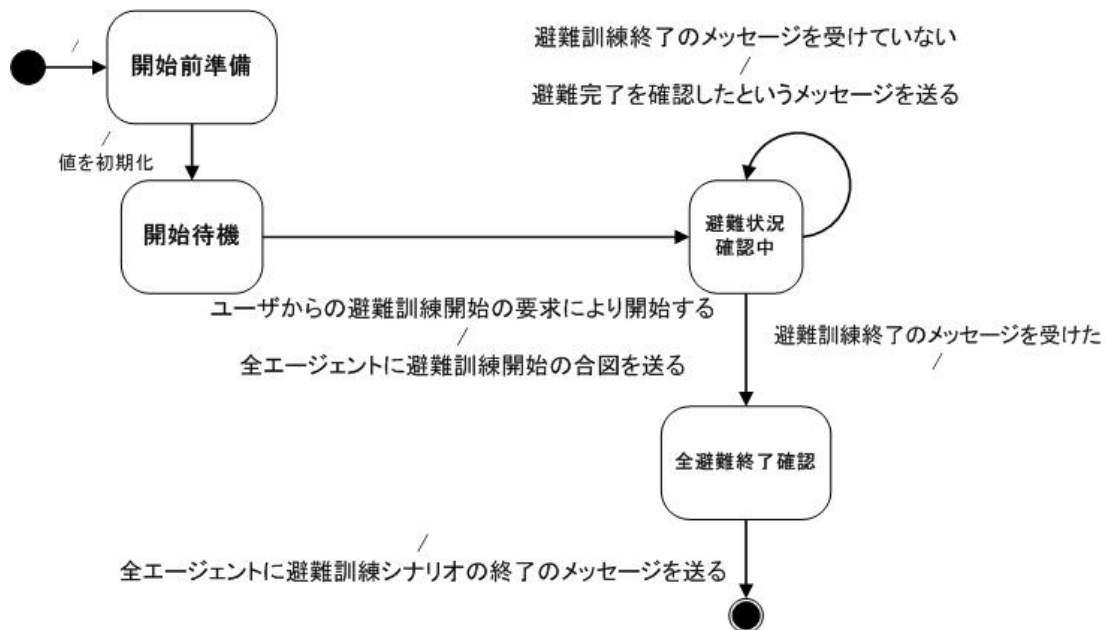 /
開始前準備
避難訓練終了のメッセージを受けていない
/
避難完了を確認したというメッセージを送る
/
値を初期化
開始待機
避難状況
確認中
ユーザからの避難訓練開始の要求により開始する
/
全エージェントに避難訓練開始の合図を送る
避難訓練終了のメッセージを受けた
/
全避難終了確認
/
全エージェントに避難訓練シナリオの終了のメッセージを送る